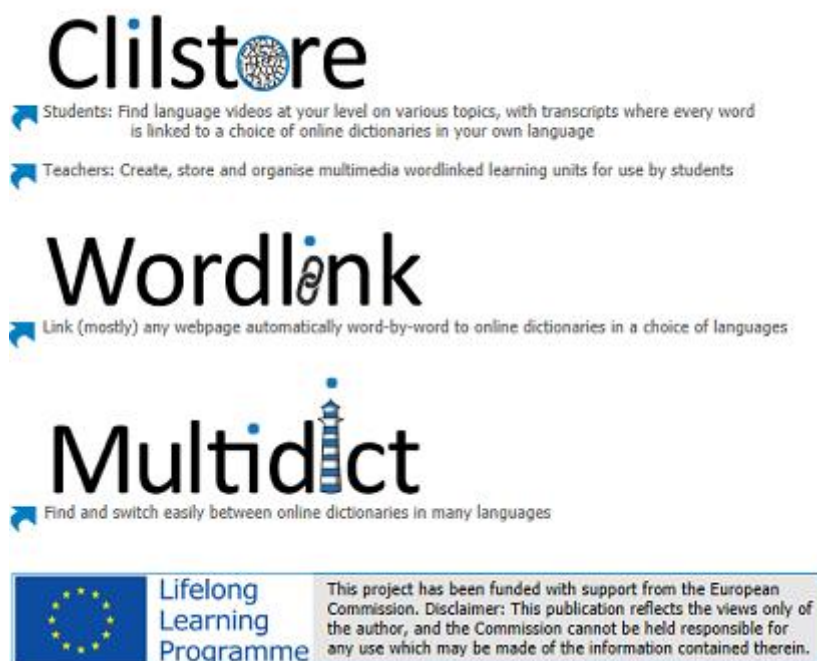 Clilstore
Students: Find language videos at your level on various topics, with transcripts where every word
is linked to a choice of online dictionaries in your own language
Teachers: Create, store and organise multimedia wordlinked learning units for use by students
Wordlink
Link (mostly) any webpage automatically word-by-word to online dictionaries in a choice of languages
Multidict
Find and switch easily between online dictionaries in many languages
Lifelong
Learning
Programme
This project has been funded with support from the European
Commission. Disclaimer: This publication reflects the views only of
the author, and the Commission cannot be held responsible for
any use which may be made of the information contained therein.